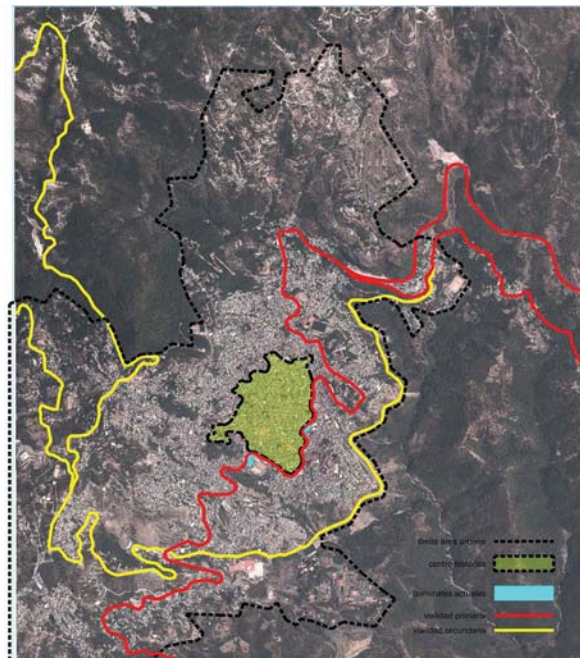 límite área urbana
centro histórico
terminales actuales
vialidad primaria
vialidad secundaria